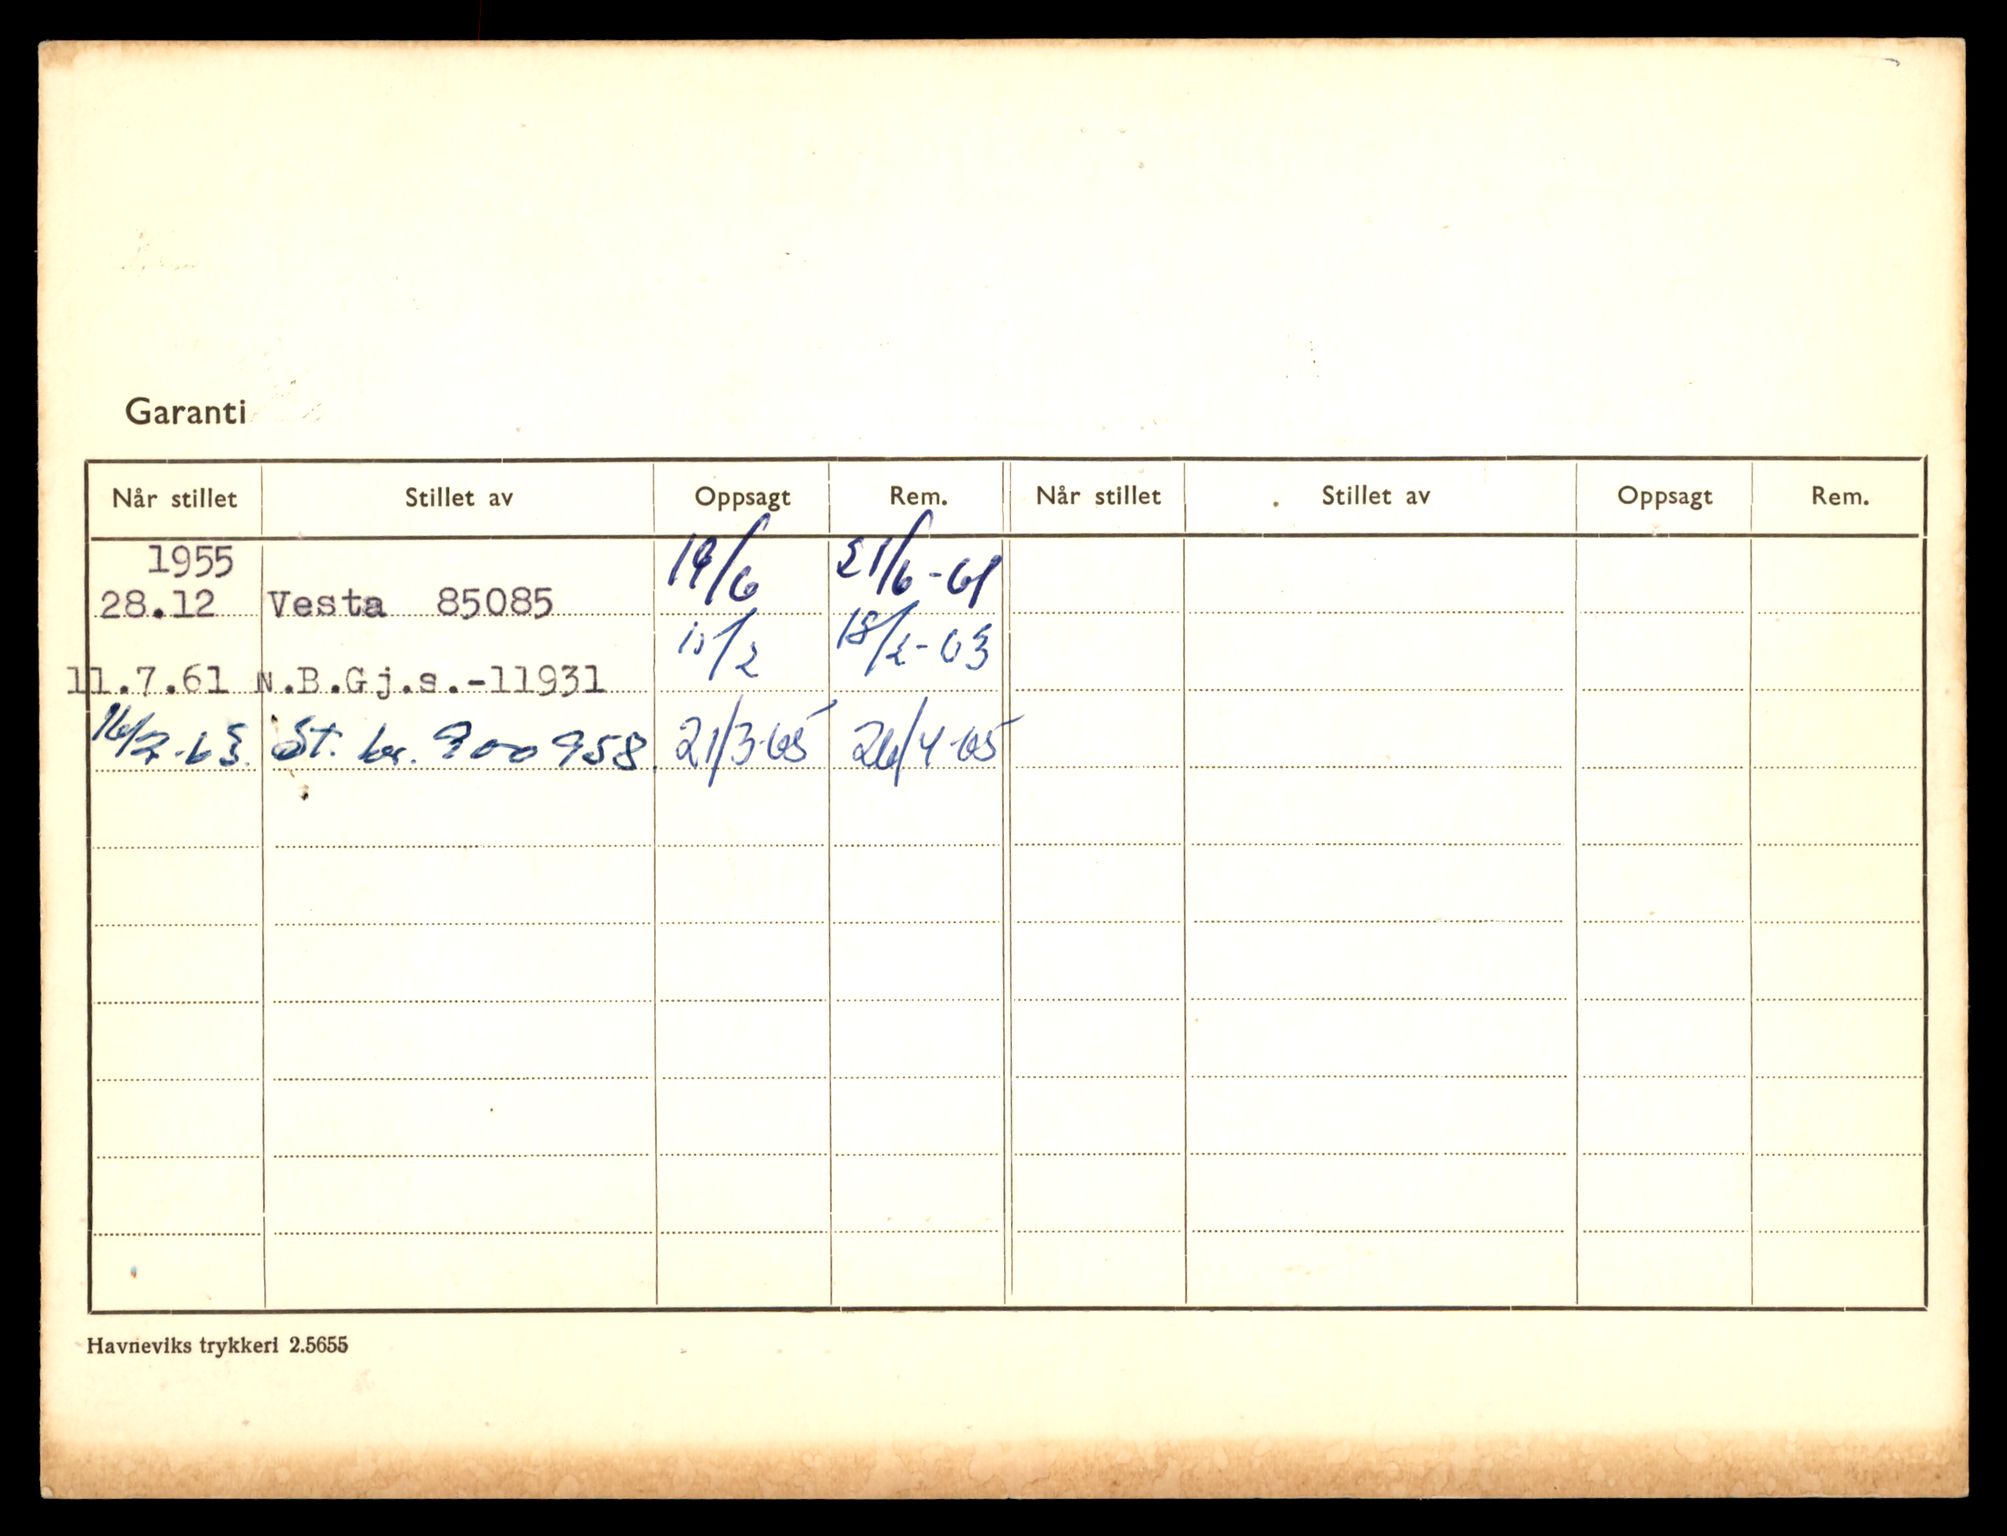 Garanti
Når stillet Stillet av Oppsagt Rem. Når stillet Stillet av Oppsagt Rem.
1955 19/6 21/6-61
28.12 Vesta 85085
/2 18/2-63
11.7.61 N.B.Gj.s.-11931
16/2-63. St. br. 900958. 21/3-65 26/4-65
Havneviks trykkeri 2.5655